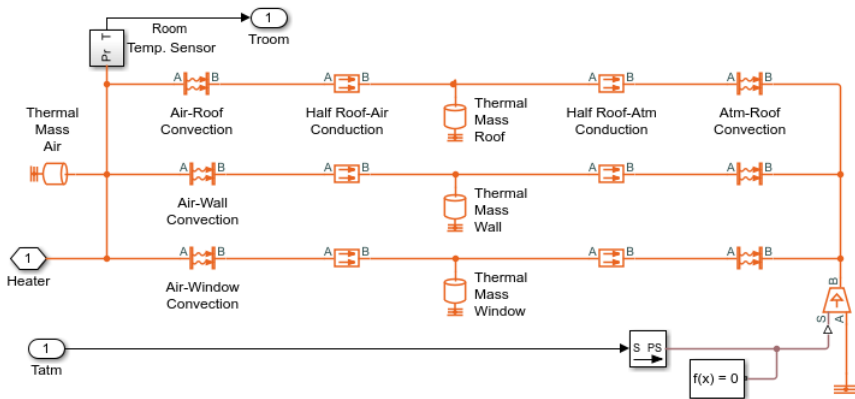 1
Troom
Room
Temp. Sensor
Pr T
A B
A B
A B
A B
Air-Roof
Convection
Half Roof-Air
Conduction
Thermal
Mass
Roof
Half Roof-Atm
Conduction
Atm-Roof
Convection
Thermal
Mass
Air
A B
A B
A B
A B
Air-Wall
Convection
Thermal
Mass
Wall
A B
A B
A B
A B
1
Heater
Air-Window
Convection
Thermal
Mass
Window
B
S
A
1
Tatm
S PS
f(x) = 0